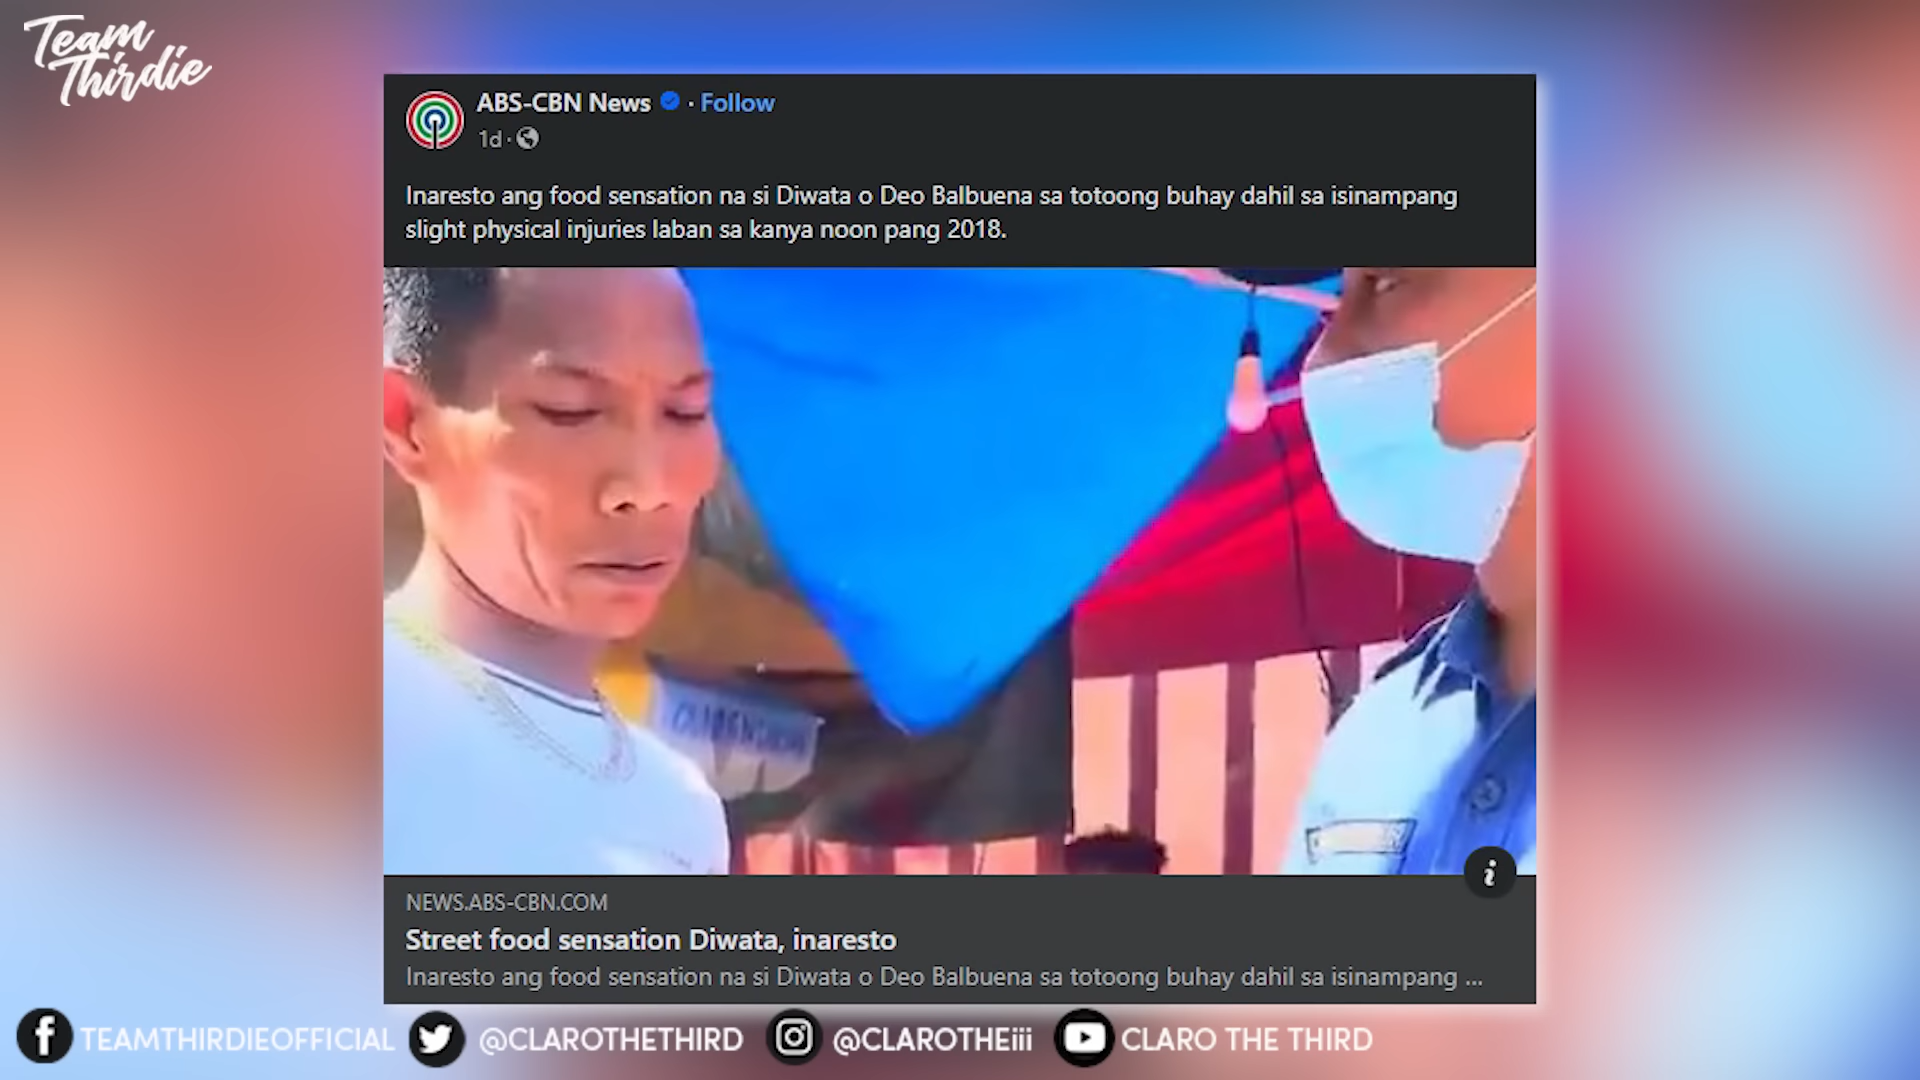 Team
Thirdie
ABS-CBN News · Follow
1d ·
Inaresto ang food sensation na si Diwata o Deo Balbuena sa totoong buhay dahil sa isinampang
slight physical injuries laban sa kanya noon pang 2018.
NEWS.ABS-CBN.COM
Street food sensation Diwata, inaresto
Inaresto ang food sensation na si Diwata o Deo Balbuena sa totoong buhay dahil sa isinampang ...
TEAMTHIRDIEOFFICIAL @CLAROTHETHIRD @CLAROTHEiii CLARO THE THIRD